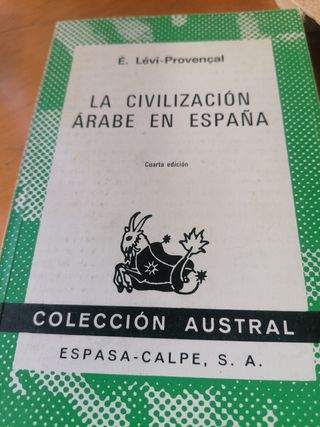 É. Lévi-Provençal
LA CIVILIZACIÓN
ÁRABE EN ESPAÑA
Cuarta edición
COLECCIÓN AUSTRAL
ESPASA-CALPE, S. A.